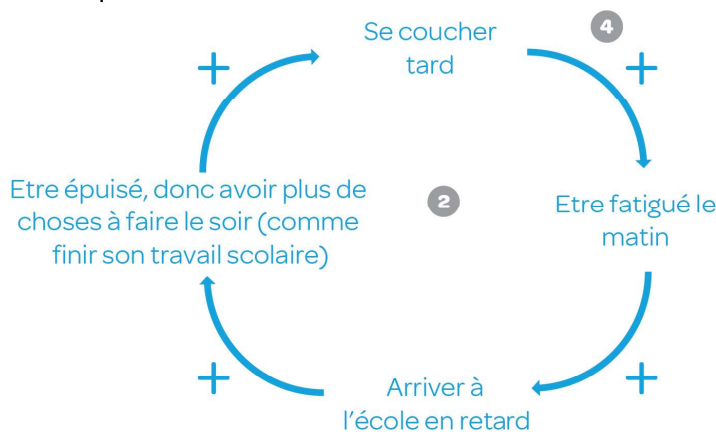 Se coucher
tard
4
+
+
Etre épuisé, donc avoir plus de
choses à faire le soir (comme
finir son travail scolaire)
2
Etre fatigué le
matin
+
+
Arriver à
l'école en retard